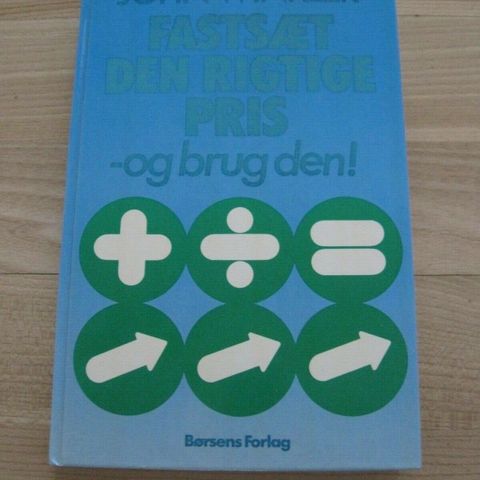 FASTSÆT
DEN RIGTIGE
PRIS
-og brug den!
Børsens Forlag